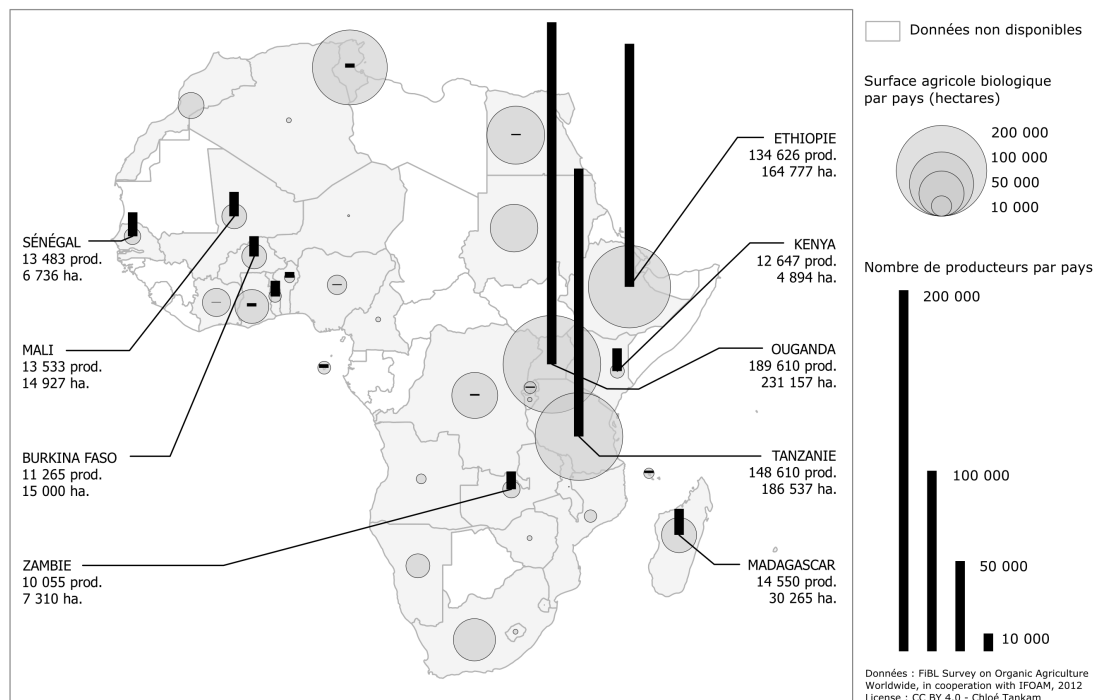 Données non disponibles
Surface agricole biologique
par pays (hectares)
200 000
100 000
50 000
10 000
Nombre de producteurs par pays
200 000
100 000
50 000
10 000
ETHIOPIE
134 626 prod.
164 777 ha.
SÉNÉGAL
13 483 prod.
6 736 ha.
KENYA
12 647 prod.
4 894 ha.
MALI
13 533 prod.
14 927 ha.
OUGANDA
189 610 prod.
231 157 ha.
BURKINA FASO
11 265 prod.
15 000 ha.
TANZANIE
148 610 prod.
186 537 ha.
ZAMBIE
10 055 prod.
7 310 ha.
MADAGASCAR
14 550 prod.
30 265 ha.
Données : FiBL Survey on Organic Agriculture
Worldwide, in cooperation with IFOAM, 2012
License : CC BY 4.0 - Chloé Tankam